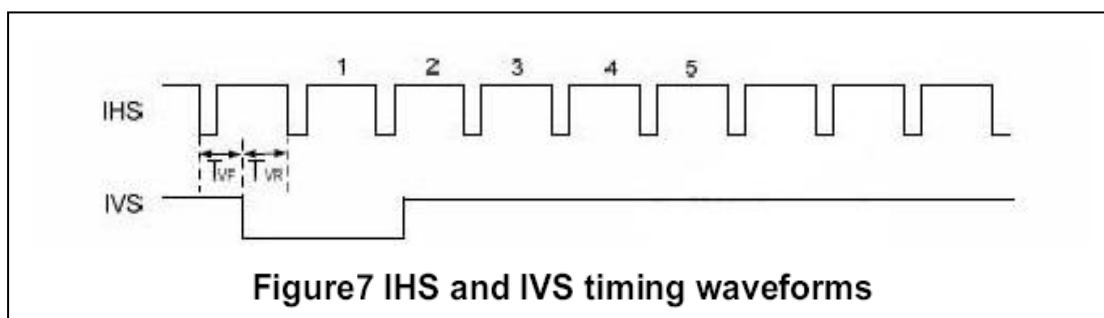 1 2 3 4 5
IHS
TVF TVR
IVS
Figure7 IHS and IVS timing waveforms